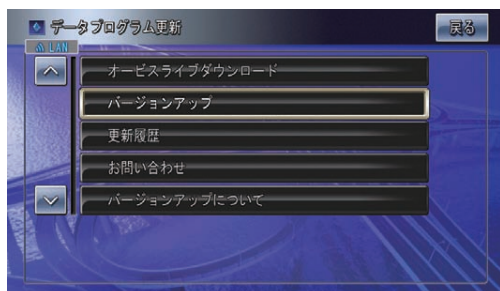 データプログラム更新
戻る
LAN
オービスライブダウンロード
バージョンアップ
更新履歴
お問い合わせ
バージョンアップについて